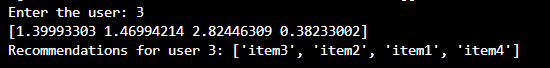 Enter the user: 3
[1.39993303 1.46994214 2.82446309 0.38233002]
Recommendations for user 3: ['item3', 'item2', 'item1', 'item4']